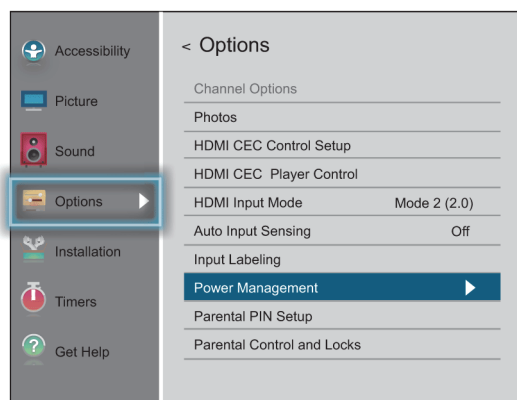 Accessibility
Picture
Sound
Options
Installation
Timers
Get Help
< Options
Channel Options
Photos
HDMI CEC Control Setup
HDMI CEC Player Control
HDMI Input Mode Mode 2 (2.0)
Auto Input Sensing Off
Input Labeling
Power Management
Parental PIN Setup
Parental Control and Locks